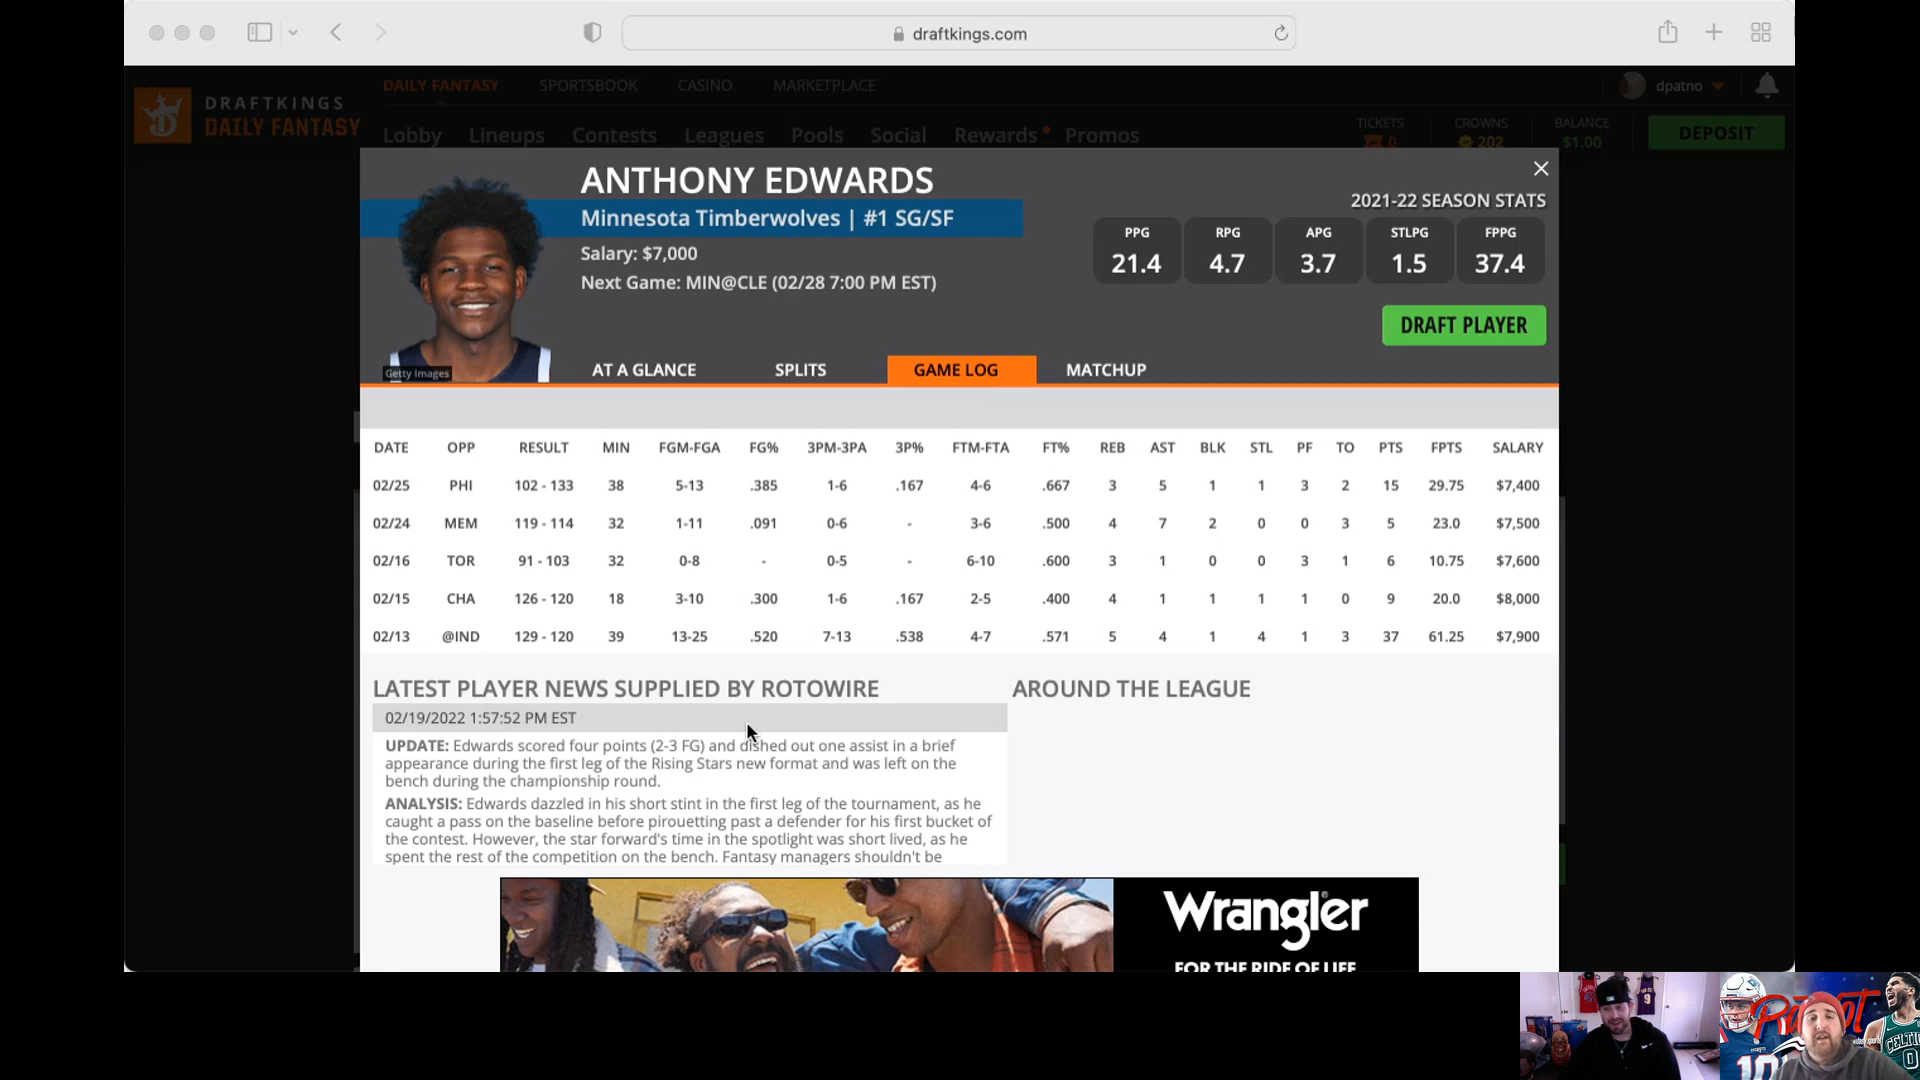 draftkings.com
DAILY FANTASY SPORTSBOOK CASINO MARKETPLACE
dpatno
DRAFTKINGS
DAILY FANTASY
Lobby Lineups Contests Leagues Pools Social Rewards Promos
TICKETS CROWNS BALANCE
0 202 $1.00
DEPOSIT
ANTHONY EDWARDS
Minnesota Timberwolves | #1 SG/SF
Salary: $7,000
Next Game: MIN@CLE (02/28 7:00 PM EST)
2021-22 SEASON STATS
PPG RPG APG STLPG FPPG
21.4 4.7 3.7 1.5 37.4
DRAFT PLAYER
Getty Images
AT A GLANCE SPLITS GAME LOG MATCHUP
DATE OPP RESULT MIN FGM-FGA FG% 3PM-3PA 3P% FTM-FTA FT% REB AST BLK STL PF TO PTS FPTS SALARY
02/25 PHI 102 - 133 38 5-13 .385 1-6 .167 4-6 .667 3 5 1 1 3 2 15 29.75 $7,400
02/24 MEM 119 - 114 32 1-11 .091 0-6 - 3-6 .500 4 7 2 0 0 3 5 23.0 $7,500
02/16 TOR 91 - 103 32 0-8 - 0-5 - 6-10 .600 3 1 0 0 3 1 6 10.75 $7,600
02/15 CHA 126 - 120 18 3-10 .300 1-6 .167 2-5 .400 4 1 1 1 1 0 9 20.0 $8,000
02/13 @IND 129 - 120 39 13-25 .520 7-13 .538 4-7 .571 5 4 1 4 1 3 37 61.25 $7,900
LATEST PLAYER NEWS SUPPLIED BY ROTOWIRE
02/19/2022 1:57:52 PM EST
UPDATE: Edwards scored four points (2-3 FG) and dished out one assist in a brief
appearance during the first leg of the Rising Stars new format and was left on the
bench during the championship round.
ANALYSIS: Edwards dazzled in his short stint in the first leg of the tournament, as he
caught a pass on the baseline before pirouetting past a defender for his first bucket of
the contest. However, the star forward's time in the spotlight was short lived, as he
spent the rest of the competition on the bench. Fantasy managers shouldn't be
AROUND THE LEAGUE
Wrangler
FOR THE RIDE OF LIFE